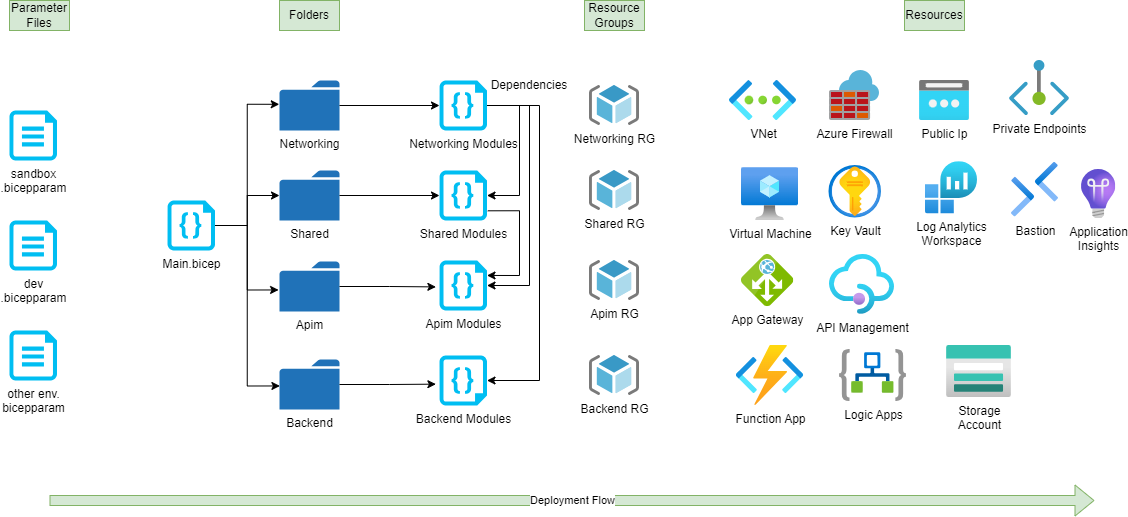 Parameter
Files
Folders
Resource
Groups
Resources
sandbox
.bicepparam
dev
.bicepparam
other env.
bicepparam
Main.bicep
Networking
Shared
Apim
Backend
Dependencies
Networking Modules
Shared Modules
Apim Modules
Backend Modules
Networking RG
Shared RG
Apim RG
Backend RG
VNet
Azure Firewall
Public Ip
Private Endpoints
Virtual Machine
Key Vault
Log Analytics
Workspace
Bastion
Application
Insights
App Gateway
API Management
Function App
Logic Apps
Storage
Account
Deployment Flow